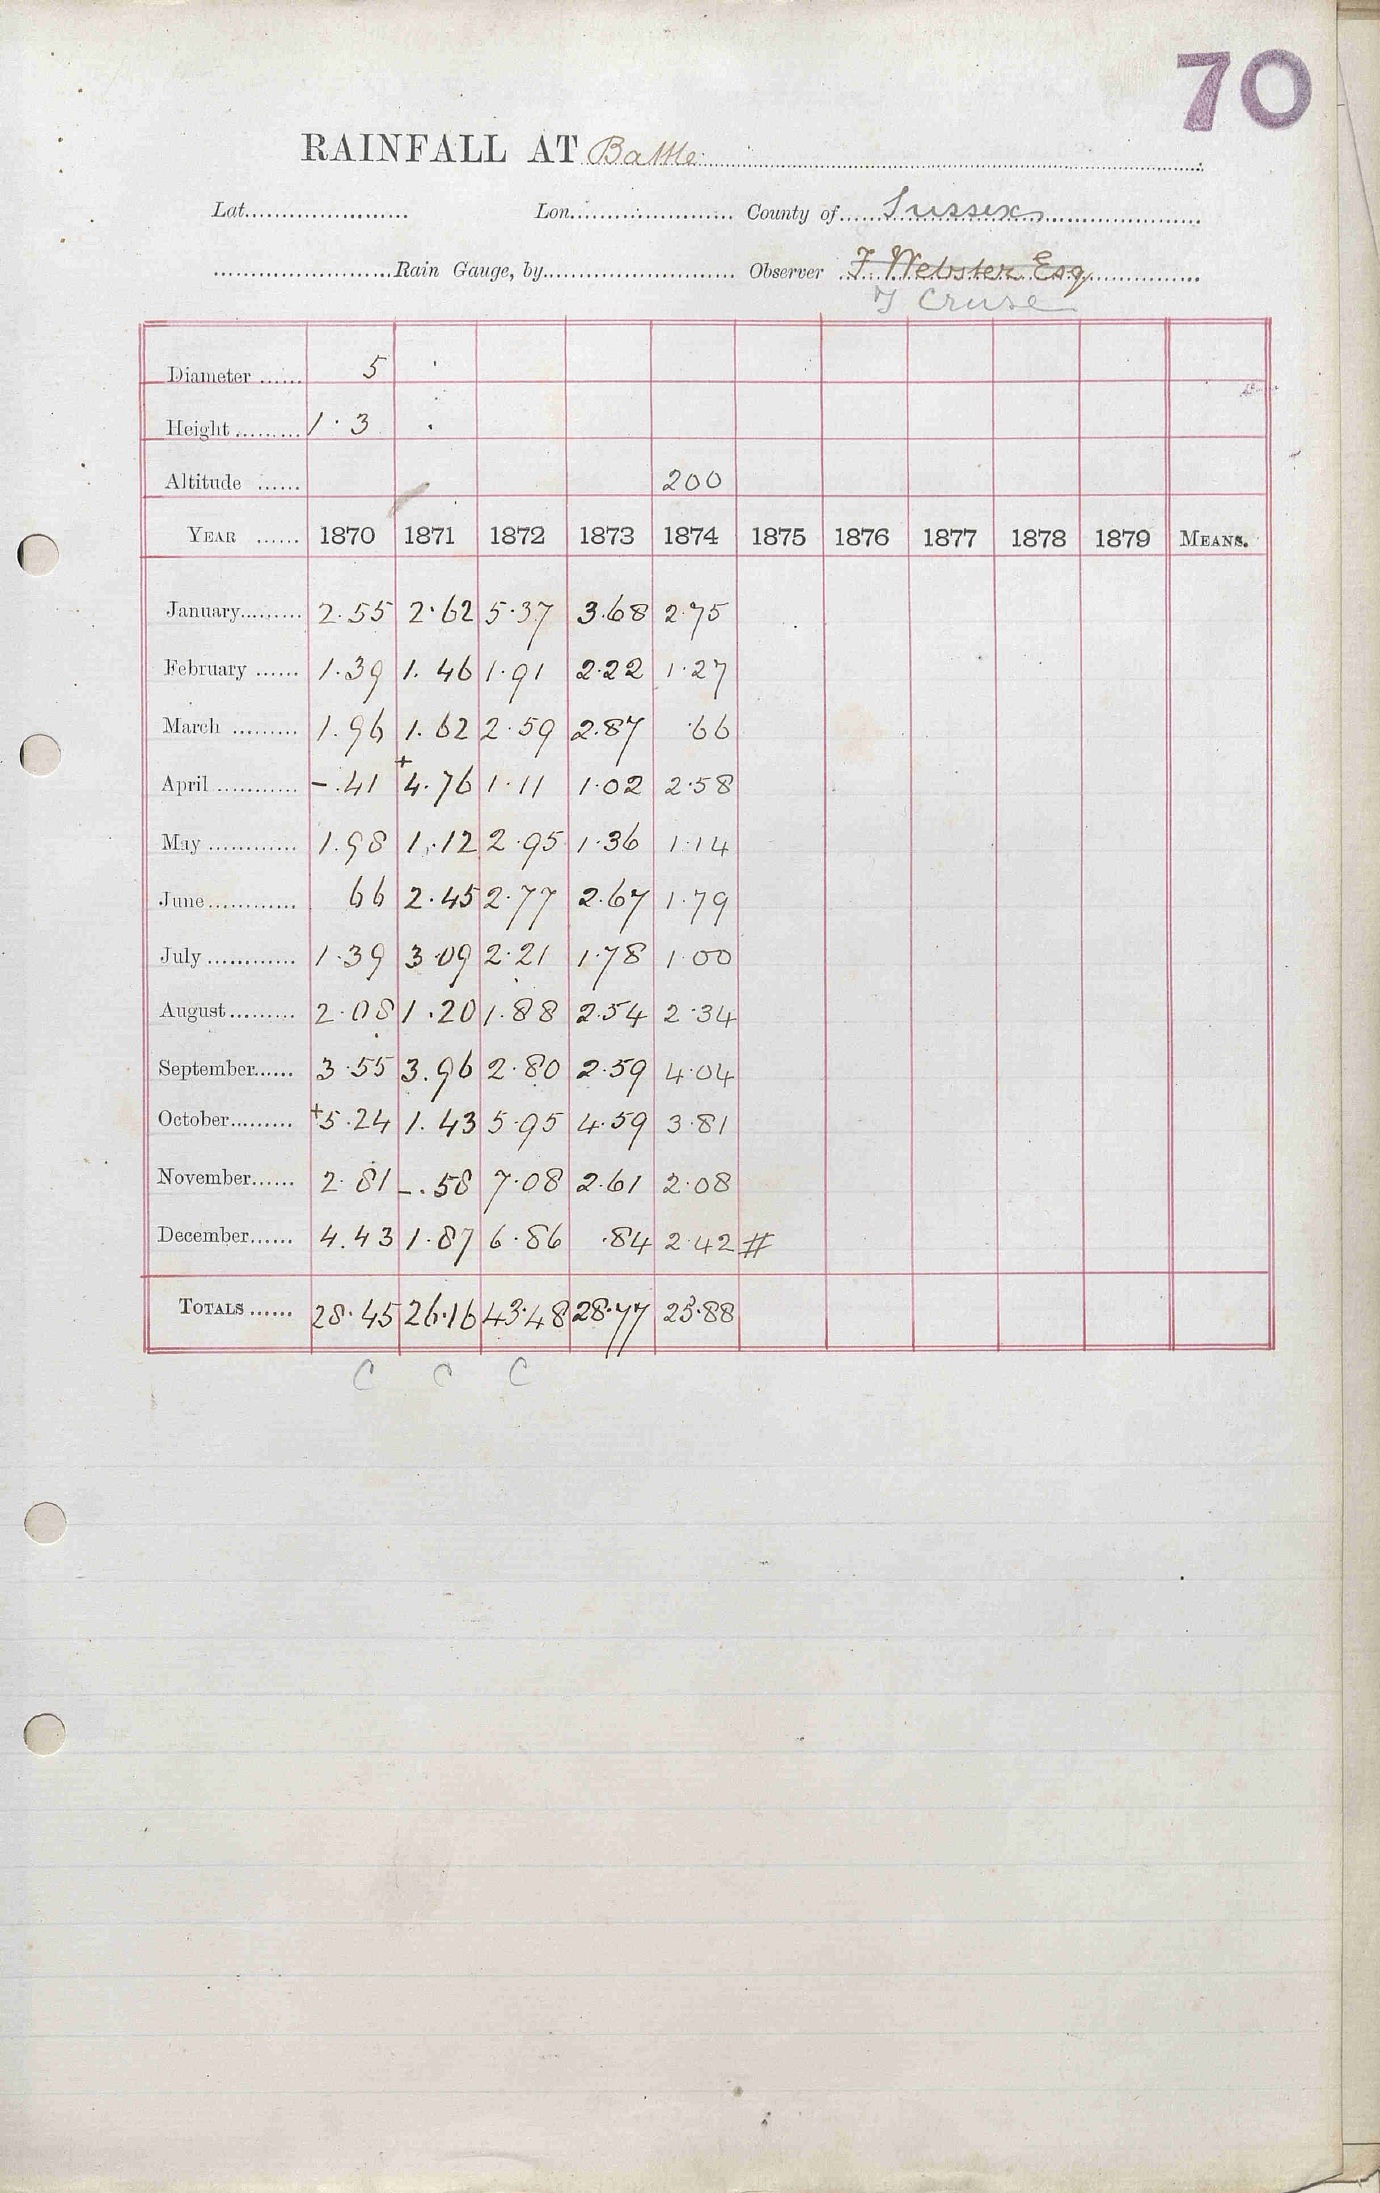 70
RAINFALL AT Battle
Lat. Lon. County of Sussex
Rain Gauge, by Observer F Webster Esq
F Cruse
Diameter 5
Height 1.3
Altitude 200
YEAR 1870 1871 1872 1873 1874 1875 1876 1877 1878 1879 MEANS.
January 2.55 2.62 5.37 3.68 2.75
February 1.39 1.46 1.91 2.22 1.27
March 1.96 1.62 2.59 2.87 .66
April - .41 +4.76 1.11 1.02 2.58
May 1.98 1.12 2.95 1.36 1.14
June 66 2.45 2.77 2.67 1.79
July 1.39 3.09 2.21 1.78 1.00
August 2.08 1.20 1.88 2.54 2.34
September 3.55 3.96 2.80 2.59 4.04
October +5.24 1.43 5.95 4.59 3.81
November 2.81 -.58 7.08 2.61 2.08
December 4.43 1.87 6.86 .84 2.42 #
TOTALS 28.45 26.16 43.48 28.77 25.88
C C C